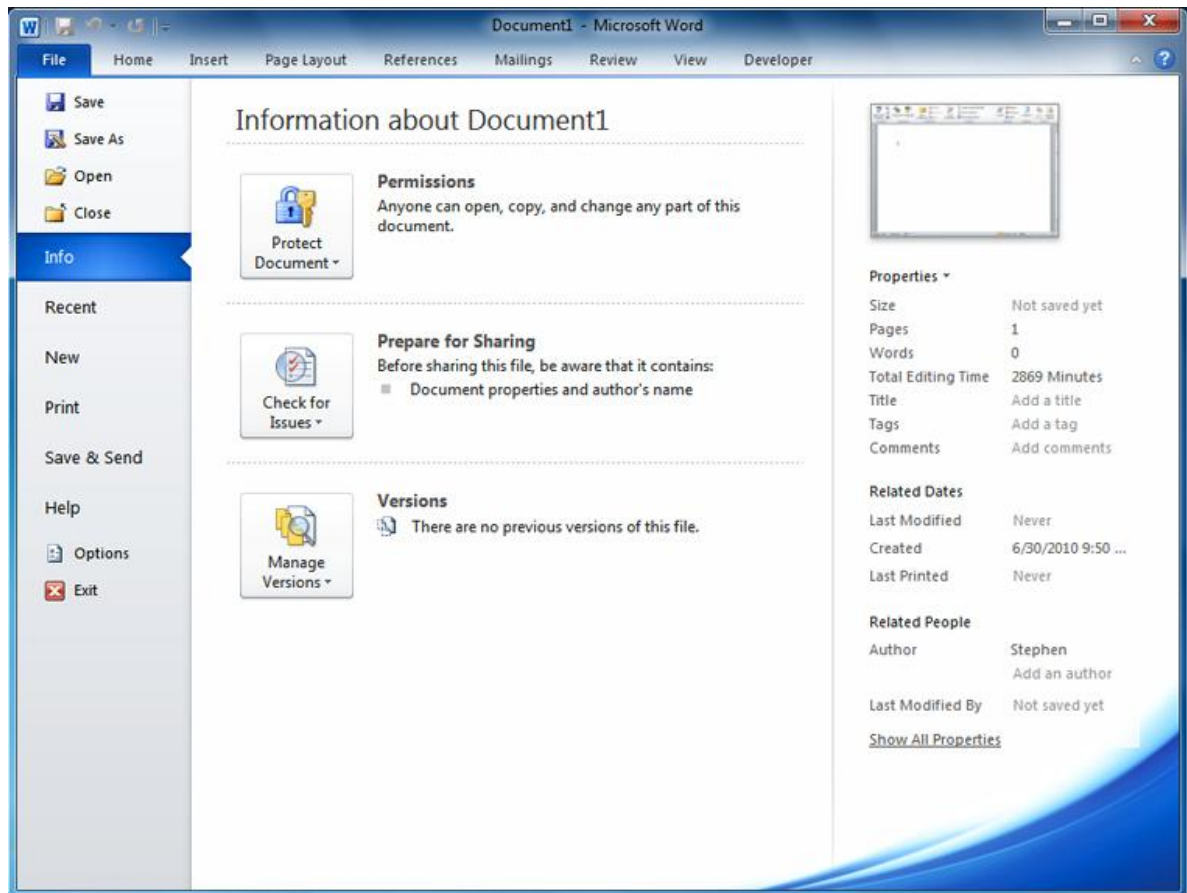 Document1 - Microsoft Word
File Home Insert Page Layout References Mailings Review View Developer
Save
Save As
Open
Close
Info
Recent
New
Print
Save & Send
Help
Options
Exit
Information about Document1
Protect
Document
Permissions
Anyone can open, copy, and change any part of this
document.
Check for
Issues
Prepare for Sharing
Before sharing this file, be aware that it contains:
Document properties and author's name
Manage
Versions
Versions
There are no previous versions of this file.
Properties
Size Not saved yet
Pages 1
Words 0
Total Editing Time 2869 Minutes
Title Add a title
Tags Add a tag
Comments Add comments
Related Dates
Last Modified Never
Created 6/30/2010 9:50 ...
Last Printed Never
Related People
Author Stephen
Add an author
Last Modified By Not saved yet
Show All Properties